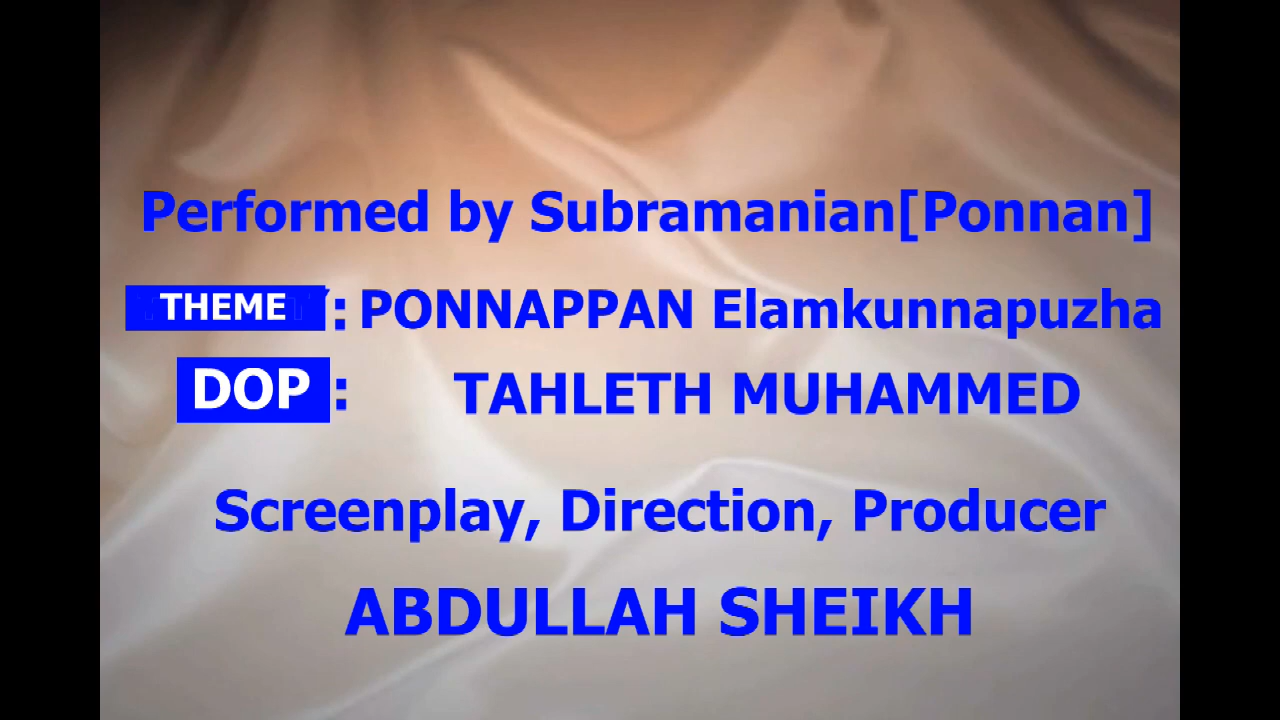 Performed by Subramanian[Ponnan]
THEME : PONNAPPAN Elamkunnapuzha
DOP : TAHLETH MUHAMMED
Screenplay, Direction, Producer
ABDULLAH SHEIKH